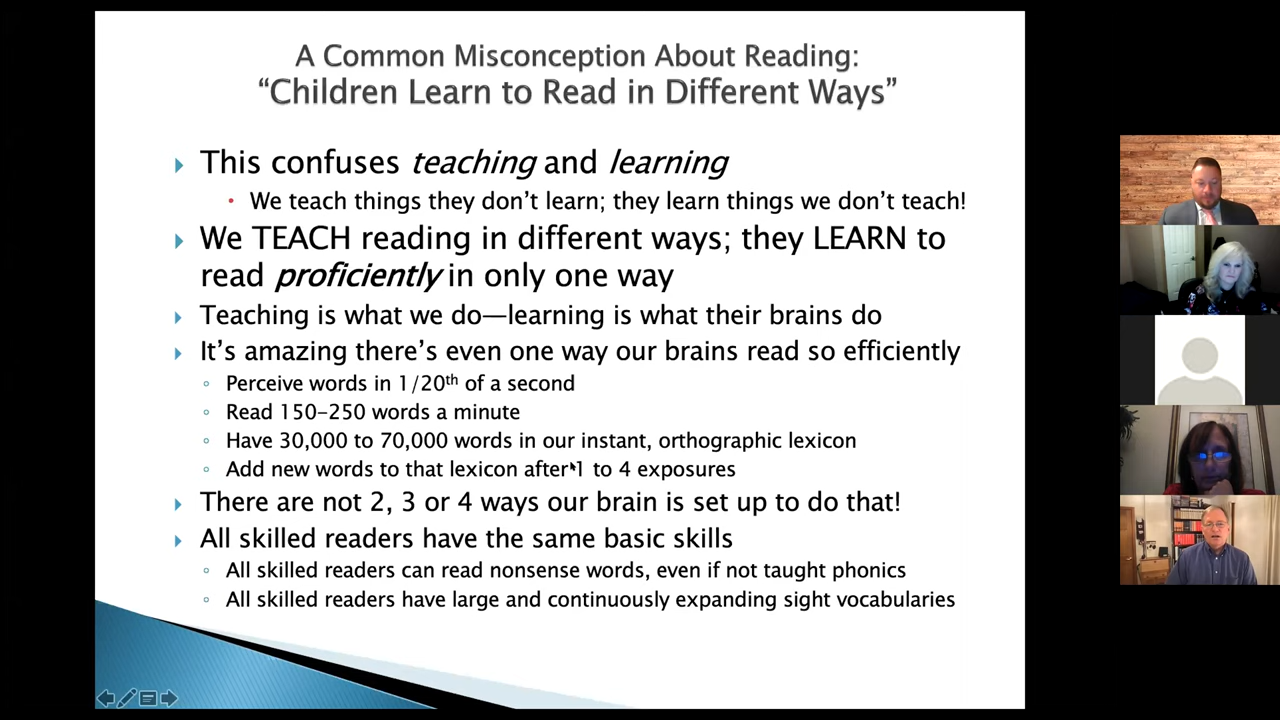 A Common Misconception About Reading:
“Children Learn to Read in Different Ways”
This confuses teaching and learning
We teach things they don’t learn; they learn things we don’t teach!
We TEACH reading in different ways; they LEARN to
read proficiently in only one way
Teaching is what we do—learning is what their brains do
It’s amazing there’s even one way our brains read so efficiently
Perceive words in 1/20th of a second
Read 150-250 words a minute
Have 30,000 to 70,000 words in our instant, orthographic lexicon
Add new words to that lexicon after 1 to 4 exposures
There are not 2, 3 or 4 ways our brain is set up to do that!
All skilled readers have the same basic skills
All skilled readers can read nonsense words, even if not taught phonics
All skilled readers have large and continuously expanding sight vocabularies